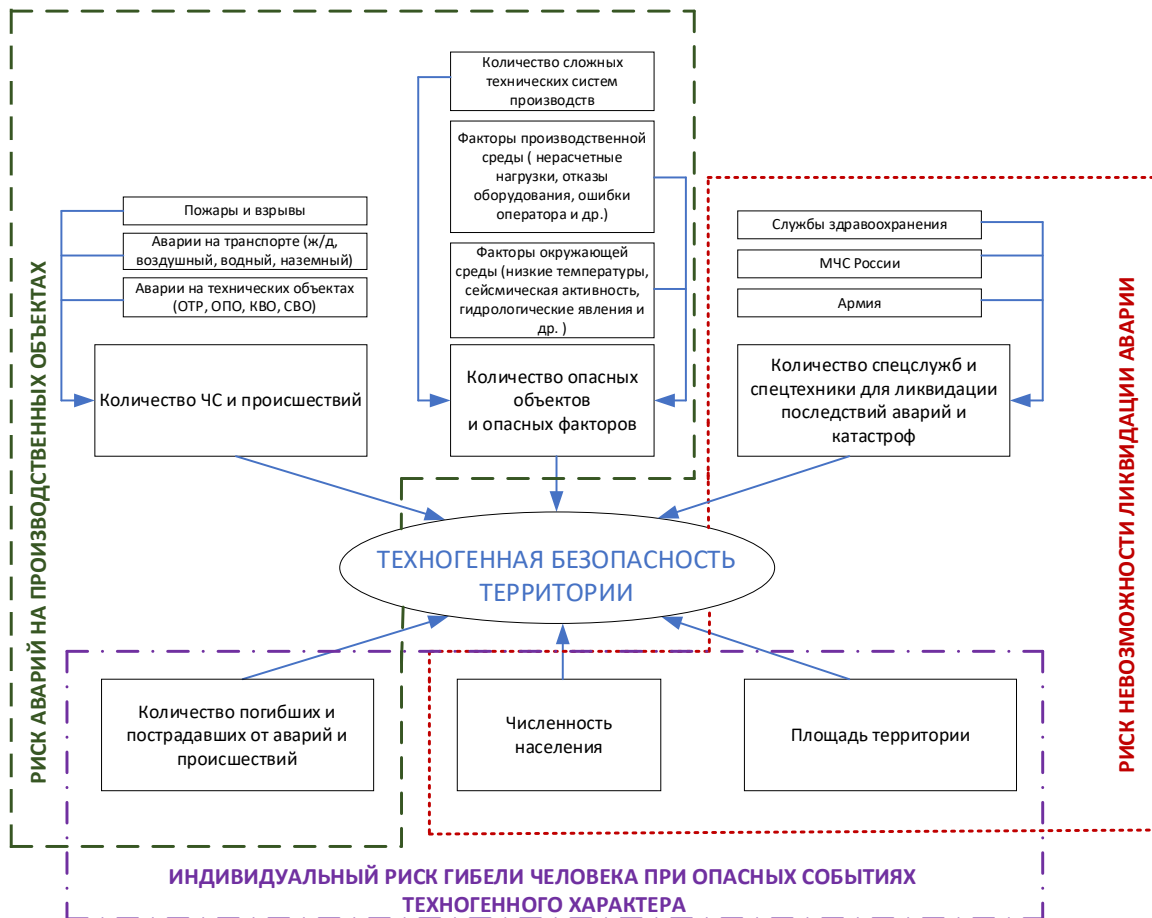 РИСК АВАРИЙ НА ПРОИЗВОДСТВЕННЫХ ОБЪЕКТАХ
Количество сложных
технических систем
производств
Факторы производственной
среды ( нерасчетные
нагрузки, отказы
оборудования, ошибки
оператора и др.)
Факторы окружающей
среды (низкие температуры,
сейсмическая активность,
гидрологические явления и
др. )
Количество опасных
объектов
и опасных факторов
Пожары и взрывы
Аварии на транспорте (ж/д,
воздушный, водный, наземный)
Аварии на технических объектах
(ОТР, ОПО, КВО, СВО)
Количество ЧС и происшествий
Службы здравоохранения
МЧС России
Армия
Количество спецслужб и
спецтехники для ликвидации
последствий аварий и
катастроф
РИСК НЕВОЗМОЖНОСТИ ЛИКВИДАЦИИ АВАРИИ
ТЕХНОГЕННАЯ БЕЗОПАСНОСТЬ
ТЕРРИТОРИИ
Количество погибших и
пострадавших от аварий и
происшествий
Численность
населения
Площадь территории
ИНДИВИДУАЛЬНЫЙ РИСК ГИБЕЛИ ЧЕЛОВЕКА ПРИ ОПАСНЫХ СОБЫТИЯХ
ТЕХНОГЕННОГО ХАРАКТЕРА